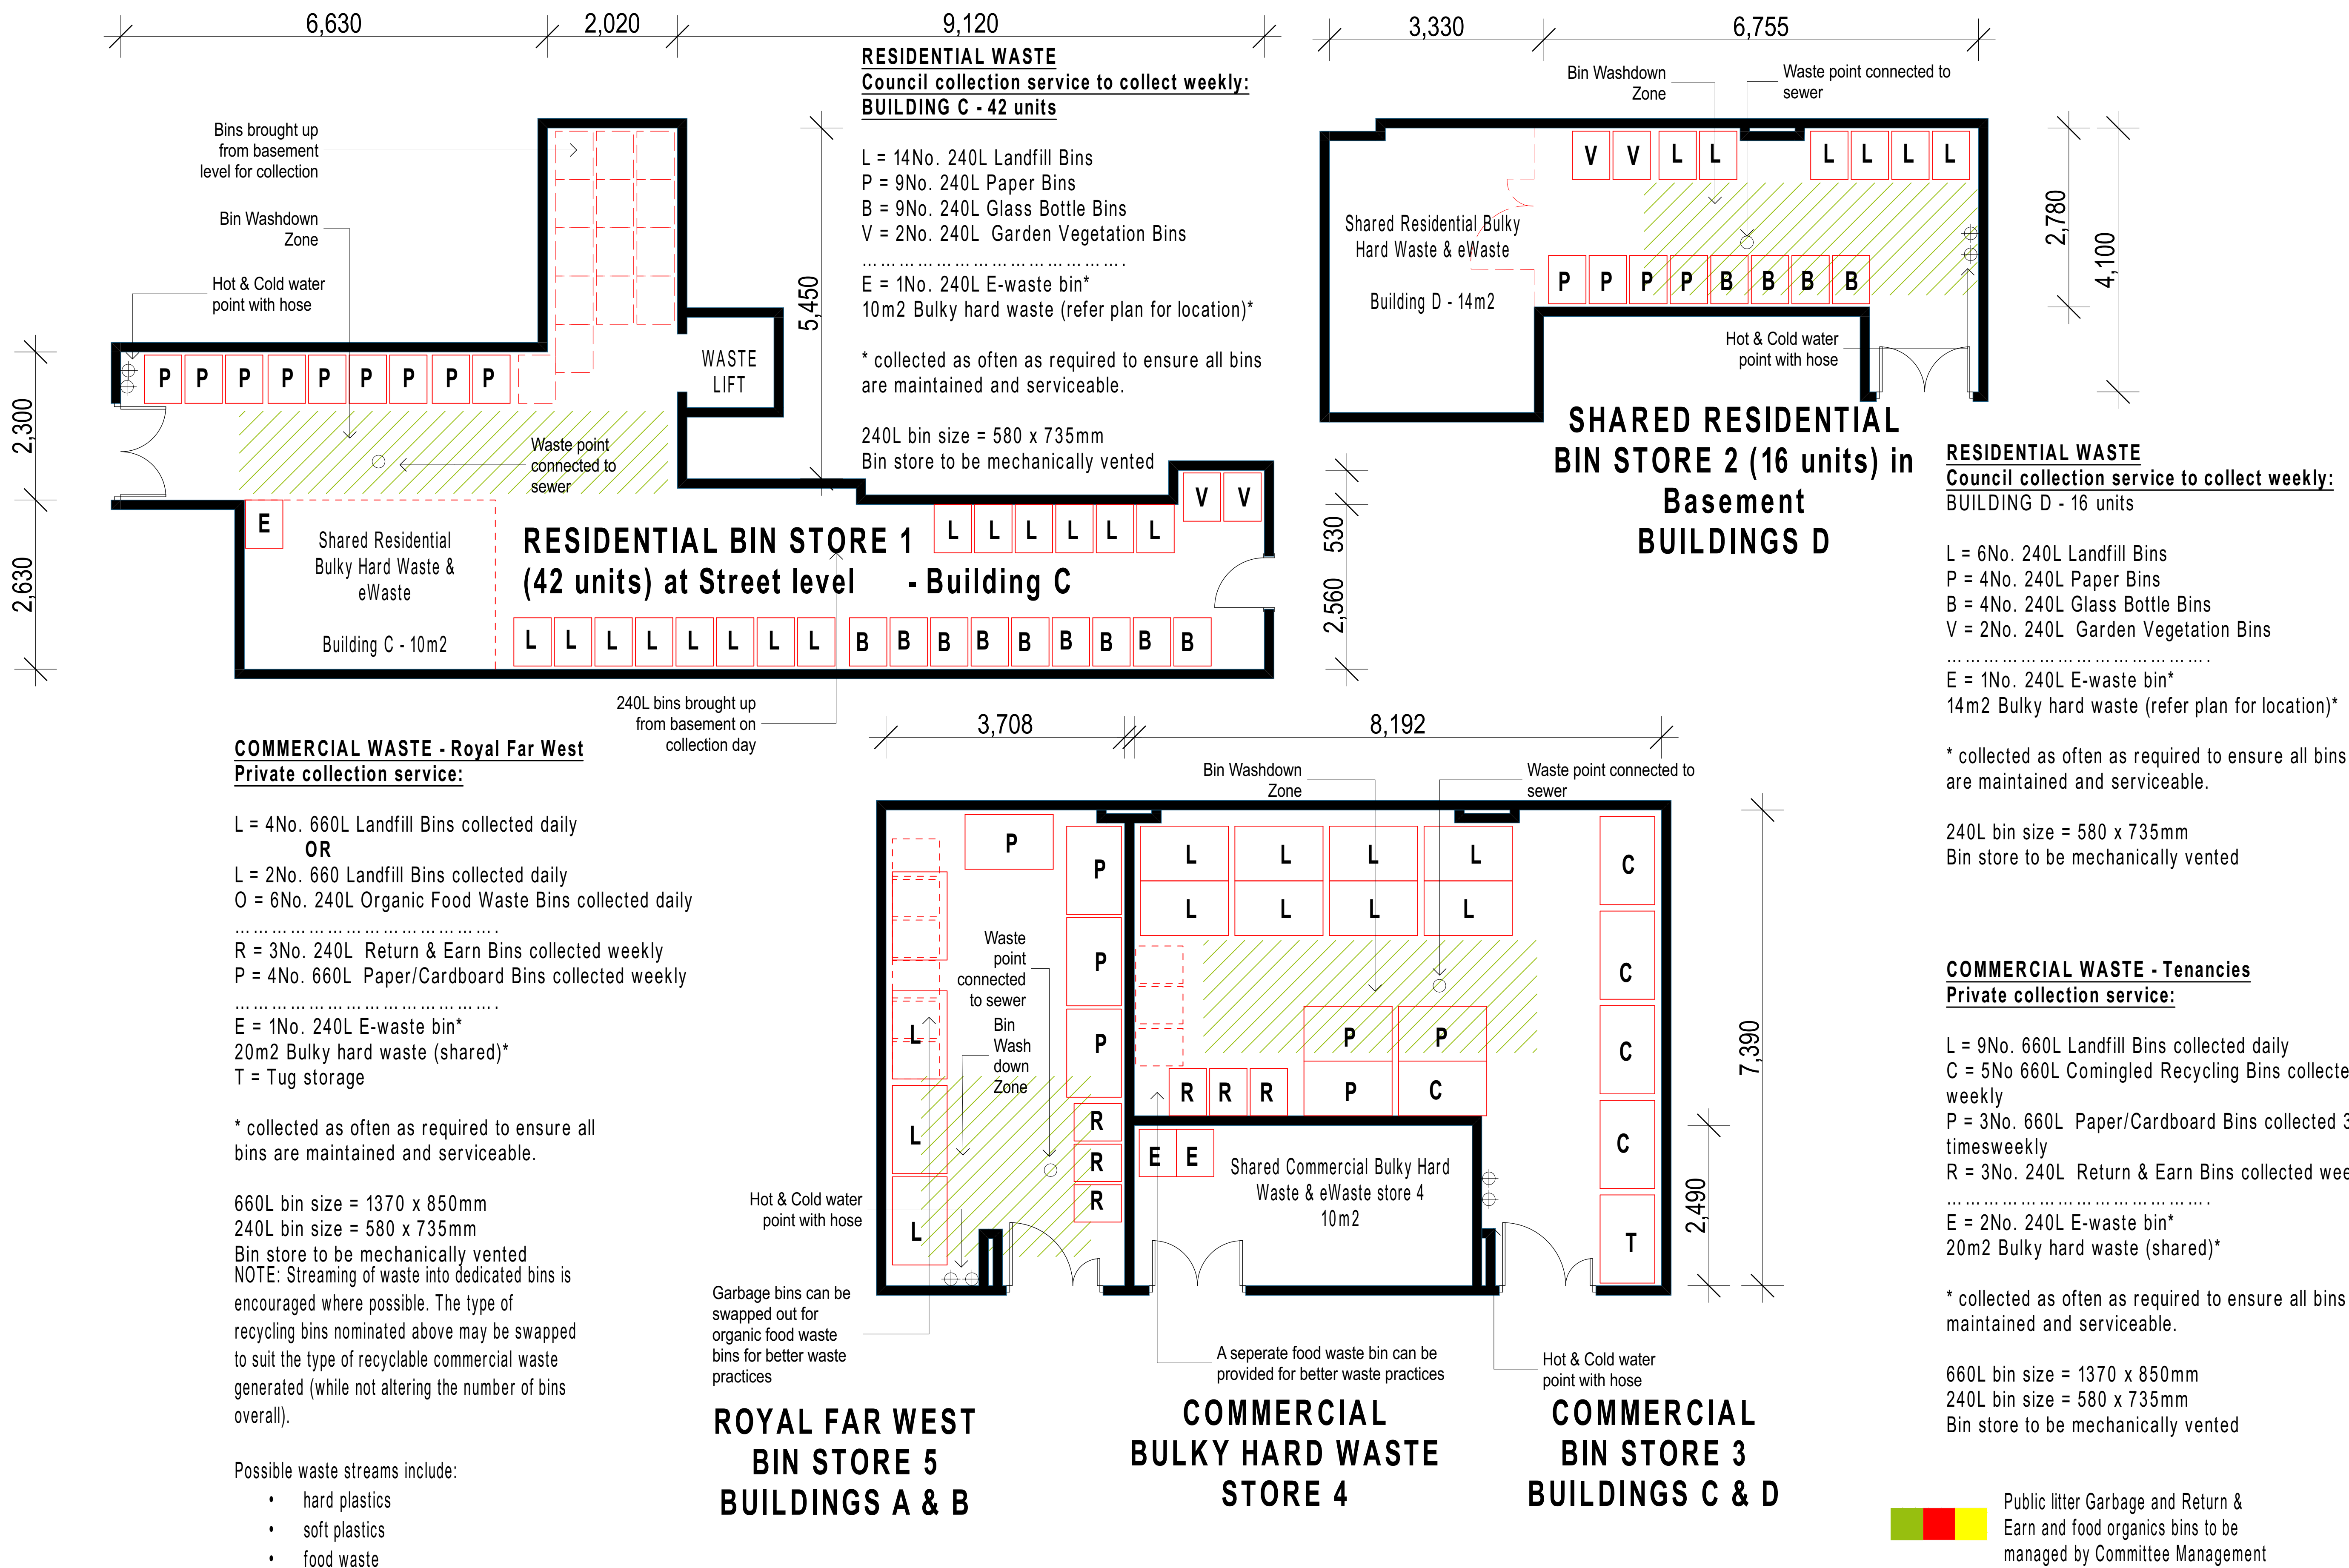 6,630
2,020
9,120
3,330
6,755
RESIDENTIAL WASTE
Council collection service to collect weekly:
BUILDING C - 42 units
L = 14No. 240L Landfill Bins
P = 9No. 240L Paper Bins
B = 9No. 240L Glass Bottle Bins
V = 2No. 240L Garden Vegetation Bins
…………………………………….
E = 1No. 240L E-waste bin*
10m2 Bulky hard waste (refer plan for location)*
* collected as often as required to ensure all bins
are maintained and serviceable.
240L bin size = 580 x 735mm
Bin store to be mechanically vented
Bins brought up
from basement
level for collection
Bin Washdown
Zone
Hot & Cold water
point with hose
5,450
WASTE
LIFT
P P P P P P P P P
2,300
2,630
Waste point
connected to
sewer
E
Shared Residential
Bulky Hard Waste &
eWaste
Building C - 10m2
RESIDENTIAL BIN STORE 1
(42 units) at Street level - Building C
L L L L L L
V V
L L L L L L L L B B B B B B B B B
530
2,560
240L bins brought up
from basement on
collection day
Bin Washdown
Zone
Waste point connected to
sewer
V V L L L L L L
Shared Residential Bulky
Hard Waste & eWaste
Building D - 14m2
P P P P B B B B
2,780
4,100
Hot & Cold water
point with hose
SHARED RESIDENTIAL
BIN STORE 2 (16 units) in
Basement
BUILDINGS D
RESIDENTIAL WASTE
Council collection service to collect weekly:
BUILDING D - 16 units
L = 6No. 240L Landfill Bins
P = 4No. 240L Paper Bins
B = 4No. 240L Glass Bottle Bins
V = 2No. 240L Garden Vegetation Bins
…………………………………….
E = 1No. 240L E-waste bin*
14m2 Bulky hard waste (refer plan for location)*
* collected as often as required to ensure all bins
are maintained and serviceable.
240L bin size = 580 x 735mm
Bin store to be mechanically vented
COMMERCIAL WASTE - Royal Far West
Private collection service:
L = 4No. 660L Landfill Bins collected daily
OR
L = 2No. 660 Landfill Bins collected daily
O = 6No. 240L Organic Food Waste Bins collected daily
…………………………………….
R = 3No. 240L Return & Earn Bins collected weekly
P = 4No. 660L Paper/Cardboard Bins collected weekly
…………………………………….
E = 1No. 240L E-waste bin*
20m2 Bulky hard waste (shared)*
T = Tug storage
* collected as often as required to ensure all
bins are maintained and serviceable.
660L bin size = 1370 x 850mm
240L bin size = 580 x 735mm
Bin store to be mechanically vented
NOTE: Streaming of waste into dedicated bins is
encouraged where possible. The type of
recycling bins nominated above may be swapped
to suit the type of recyclable commercial waste
generated (while not altering the number of bins
overall).
Possible waste streams include:
• hard plastics
• soft plastics
• food waste
3,708
8,192
Bin Washdown
Zone
Waste point connected to
sewer
P
P
P
P
L
L
L
R
R
R
Waste
point
connected
to sewer
Bin
Wash
down
Zone
L L L L
L L L L
P P
P C
R R R
C
C
C
C
T
E E
Shared Commercial Bulky Hard
Waste & eWaste store 4
10m2
7,390
2,490
Hot & Cold water
point with hose
Garbage bins can be
swapped out for
organic food waste
bins for better waste
practices
A seperate food waste bin can be
provided for better waste practices
Hot & Cold water
point with hose
ROYAL FAR WEST
BIN STORE 5
BUILDINGS A & B
COMMERCIAL
BULKY HARD WASTE
STORE 4
COMMERCIAL
BIN STORE 3
BUILDINGS C & D
COMMERCIAL WASTE - Tenancies
Private collection service:
L = 9No. 660L Landfill Bins collected daily
C = 5No 660L Comingled Recycling Bins collecte
weekly
P = 3No. 660L Paper/Cardboard Bins collected 3
timesweekly
R = 3No. 240L Return & Earn Bins collected wee
…………………………………….
E = 2No. 240L E-waste bin*
20m2 Bulky hard waste (shared)*
* collected as often as required to ensure all bins
maintained and serviceable.
660L bin size = 1370 x 850mm
240L bin size = 580 x 735mm
Bin store to be mechanically vented
Public litter Garbage and Return &
Earn and food organics bins to be
managed by Committee Management